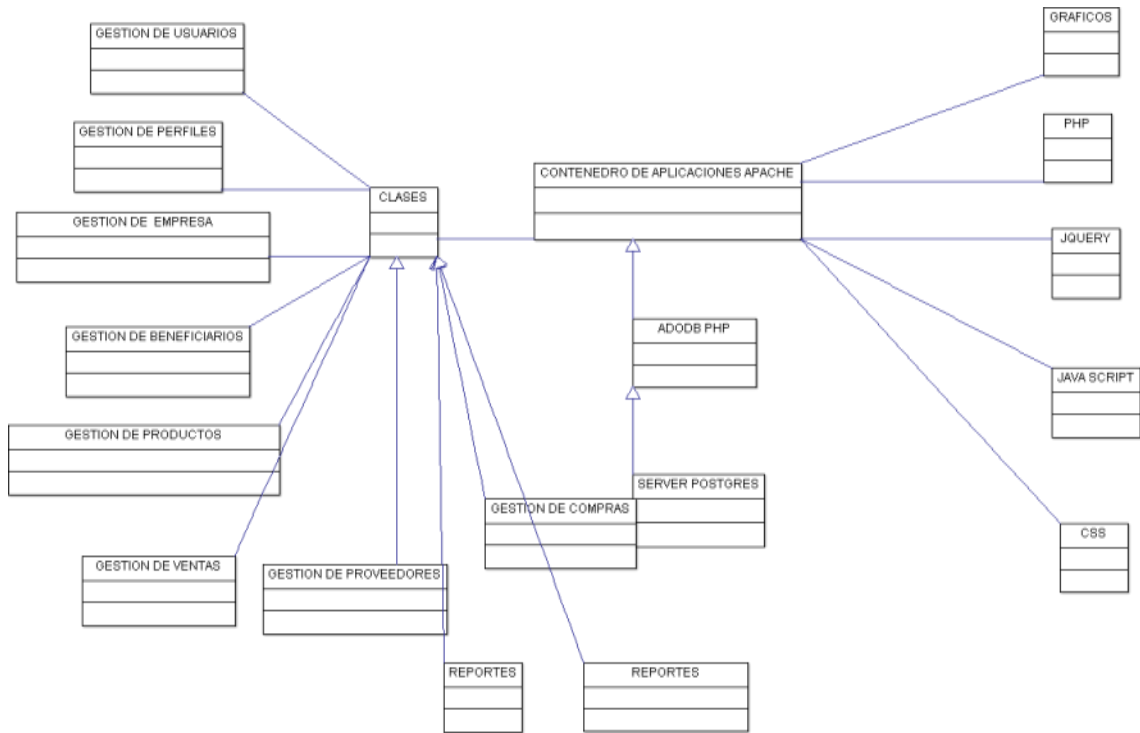 GESTION DE USUARIOS
GRAFICOS
GESTION DE PERFILES
PHP
CONTENEDRO DE APLICACIONES APACHE
CLASES
GESTION DE EMPRESA
JQUERY
GESTION DE BENEFICIARIOS
ADODB PHP
JAVA SCRIPT
GESTION DE PRODUCTOS
SERVER POSTGRES
GESTION DE COMPRAS
CSS
GESTION DE VENTAS
GESTION DE PROVEEDORES
REPORTES
REPORTES